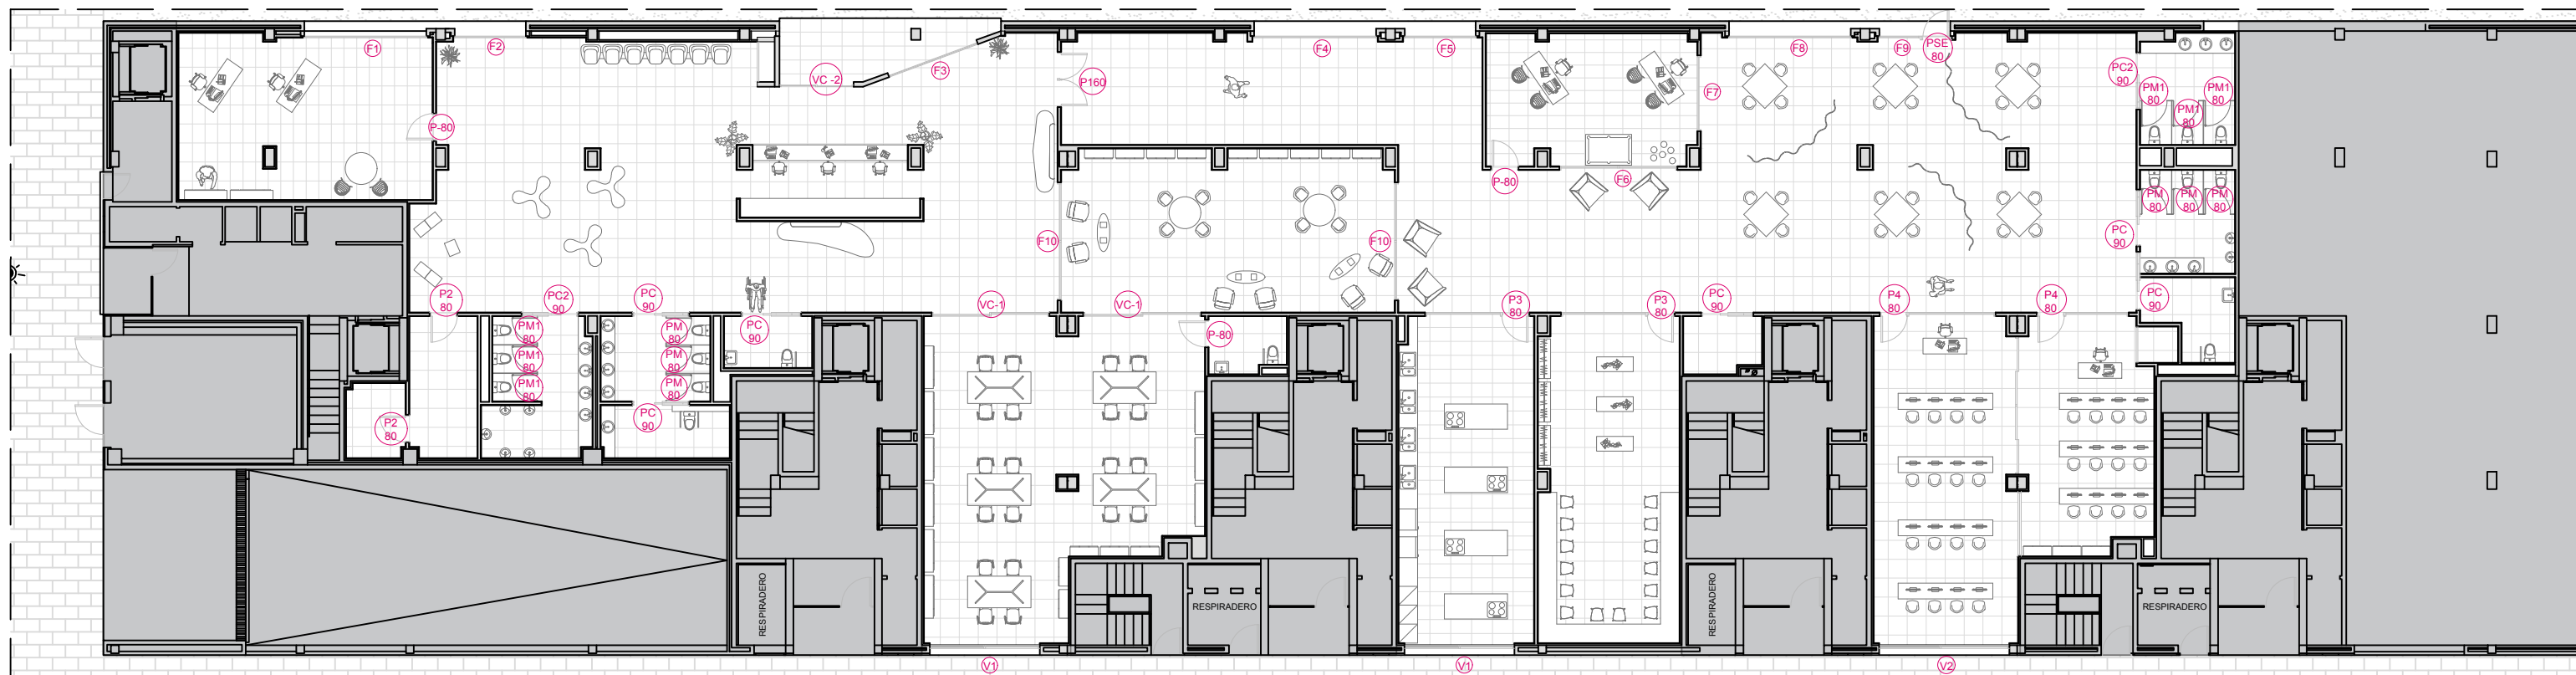 F1
F2
VC -2
F3
P160
F4
F5
F7
F8
F9
PSE
80
PC2
90
PM1
80
PM1
80
PM1
80
P-80
P-80
F6
PM
80
PM
80
PM
80
F10
F10
PC
90
P2
80
PC2
90
PC
90
PC
90
VC-1
VC-1
P-80
P3
80
P3
80
PC
90
P4
80
P4
80
PC
90
PM1
80
PM1
80
PM1
80
PM
80
PM
80
PM
80
P2
80
PC
90
RESPIRADERO
RESPIRADERO
RESPIRADERO
RESPIRADERO
V1
V1
V2